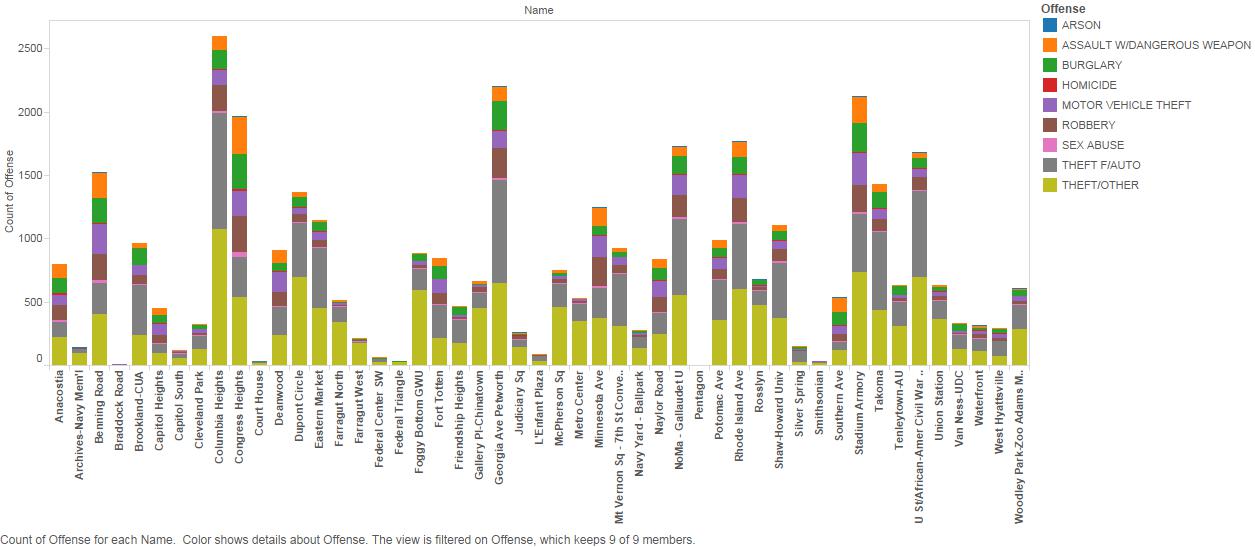 Name
Offense
ARSON
ASSAULT W/DANGEROUS WEAPON
BURGLARY
HOMICIDE
MOTOR VEHICLE THEFT
ROBBERY
SEX ABUSE
THEFT F/AUTO
THEFT/OTHER
Count of Offense
2500
2000
1500
1000
500
0
Anacostia
Archives-Navy Mem'l
Benning Road
Braddock Road
Brookland-CUA
Capitol Heights
Capitol South
Cleveland Park
Columbia Heights
Congress Heights
Court House
Deanwood
Dupont Circle
Eastern Market
Farragut North
Farragut West
Federal Center SW
Federal Triangle
Foggy Bottom GWU
Fort Totten
Friendship Heights
Gallery Pl-Chinatown
Georgia Ave Petworth
Judiciary Sq
L'Enfant Plaza
McPherson Sq
Metro Center
Minnesota Ave
Mt Vernon Sq - 7th St Conve..
Navy Yard - Ballpark
Naylor Road
NoMa - Gallaudet U
Pentagon
Potomac Ave
Rhode Island Ave
Rosslyn
Shaw-Howard Univ
Silver Spring
Smithsonian
Southern Ave
Stadium Armory
Takoma
Tenleytown-AU
U St/African-Amer Civil War ..
Union Station
Van Ness-UDC
Waterfront
West Hyattsville
Woodley Park-Zoo Adams M..
Count of Offense for each Name.  Color shows details about Offense. The view is filtered on Offense, which keeps 9 of 9 members.